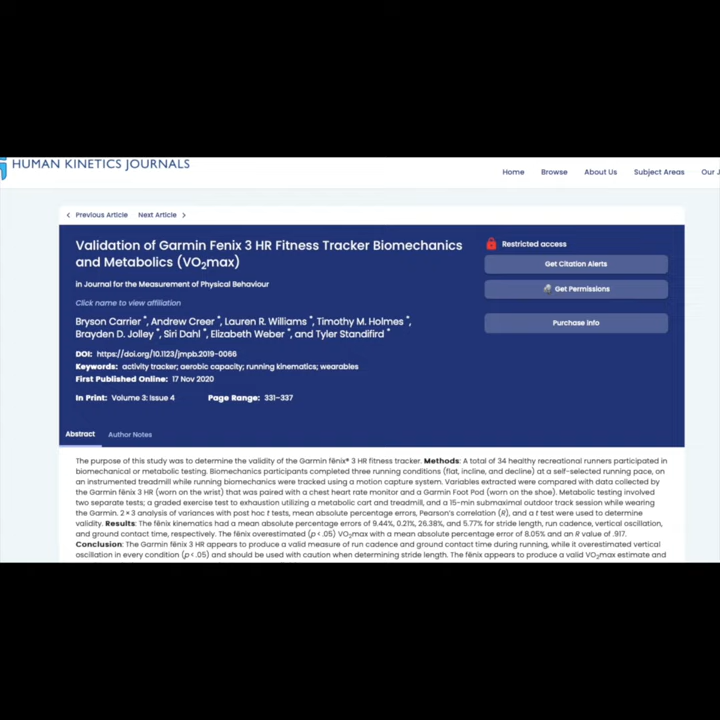 HUMAN KINETICS JOURNALS
Home Browse About Us Subject Areas Our J
Previous Article Next Article
Validation of Garmin Fenix 3 HR Fitness Tracker Biomechanics
and Metabolics (VO2max)
in Journal for the Measurement of Physical Behaviour
Click name to view affiliation
Bryson Carrier *, Andrew Creer *, Lauren R. Williams *, Timothy M. Holmes *,
Brayden D. Jolley *, Siri Dahl *, Elizabeth Weber *, and Tyler Standifird *
DOI: https://doi.org/10.1123/jmpb.2019-0066
Keywords: activity tracker; aerobic capacity; running kinematics; wearables
First Published Online: 17 Nov 2020
In Print: Volume 3: Issue 4 Page Range: 331–337
Restricted access
Get Citation Alerts
Get Permissions
Purchase Info
Abstract Author Notes
The purpose of this study was to determine the validity of the Garmin fēnix® 3 HR fitness tracker. Methods: A total of 34 healthy recreational runners participated in
biomechanical or metabolic testing. Biomechanics participants completed three running conditions (flat, incline, and decline) at a self-selected running pace, on
an instrumented treadmill while running biomechanics were tracked using a motion capture system. Variables extracted were compared with data collected by
the Garmin fēnix 3 HR (worn on the wrist) that was paired with a chest heart rate monitor and a Garmin Foot Pod (worn on the shoe). Metabolic testing involved
two separate tests; a graded exercise test to exhaustion utilizing a metabolic cart and treadmill, and a 15-min submaximal outdoor track session while wearing
the Garmin. 2 × 3 analysis of variances with post hoc t tests, mean absolute percentage errors, Pearson's correlation (R), and a t test were used to determine
validity. Results: The fēnix kinematics had a mean absolute percentage errors of 9.44%, 0.21%, 26.38%, and 5.77% for stride length, run cadence, vertical oscillation,
and ground contact time, respectively. The fēnix overestimated (p < .05) VO2max with a mean absolute percentage error of 8.05% and an R value of .917.
Conclusion: The Garmin fēnix 3 HR appears to produce a valid measure of run cadence and ground contact time during running, while it overestimated vertical
oscillation in every condition (p < .05) and should be used with caution when determining stride length. The fēnix appears to produce a valid VO2max estimate and